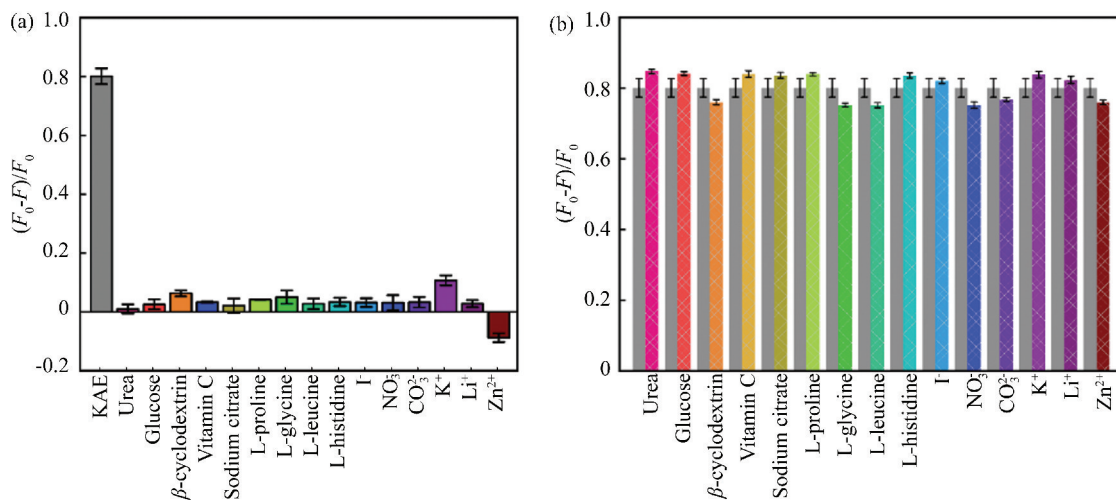 (a)
1.0
0.8
0.6
0.4
0.2
0
-0.2
(F₀-F)/F₀
KAE
Urea
Glucose
β-cyclodextrin
Vitamin C
Sodium citrate
L-proline
L-glycine
L-leucine
L-histidine
I⁻
NO₃⁻
CO₃²⁻
K⁺
Li⁺
Zn²⁺
(b)
1.0
0.8
0.6
0.4
0.2
0
(F₀-F)/F₀
Urea
Glucose
β-cyclodextrin
Vitamin C
Sodium citrate
L-proline
L-glycine
L-leucine
L-histidine
I⁻
NO₃⁻
CO₃²⁻
K⁺
Li⁺
Zn²⁺